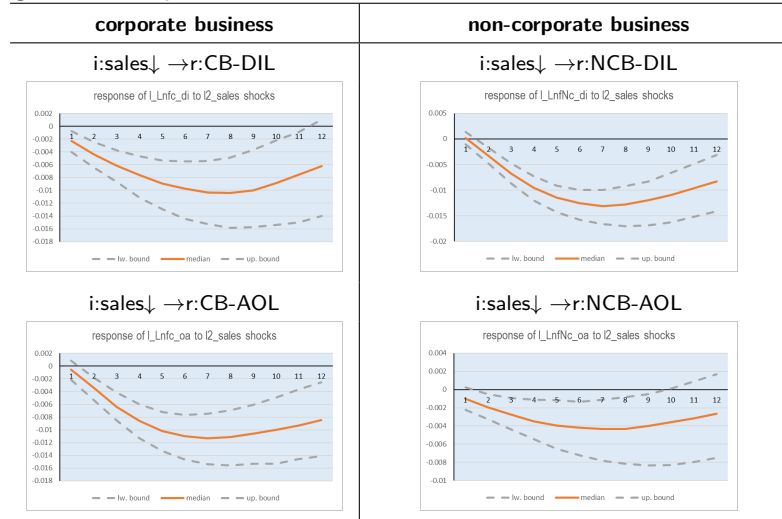 corporate business
non-corporate business
i:sales↓ →r:CB-DIL
i:sales↓ →r:NCB-DIL
response of l_Lnfc_di to l2_sales shocks
0.002
0
-0.002
-0.004
-0.006
-0.008
-0.01
-0.012
-0.014
-0.016
-0.018
1 2 3 4 5 6 7 8 9 10 11 12
lw. bound median up. bound
response of l_LnfNc_di to l2_sales shocks
0.005
0
-0.005
-0.01
-0.015
-0.02
1 2 3 4 5 6 7 8 9 10 11 12
lw. bound median up. bound
i:sales↓ →r:CB-AOL
i:sales↓ →r:NCB-AOL
response of l_Lnfc_oa to l2_sales shocks
0.002
0
-0.002
-0.004
-0.006
-0.008
-0.01
-0.012
-0.014
-0.016
-0.018
1 2 3 4 5 6 7 8 9 10 11 12
lw. bound median up. bound
response of l_LnfNc_oa to l2_sales shocks
0.004
0.002
0
-0.002
-0.004
-0.006
-0.008
-0.01
1 2 3 4 5 6 7 8 9 10 11 12
lw. bound median up. bound